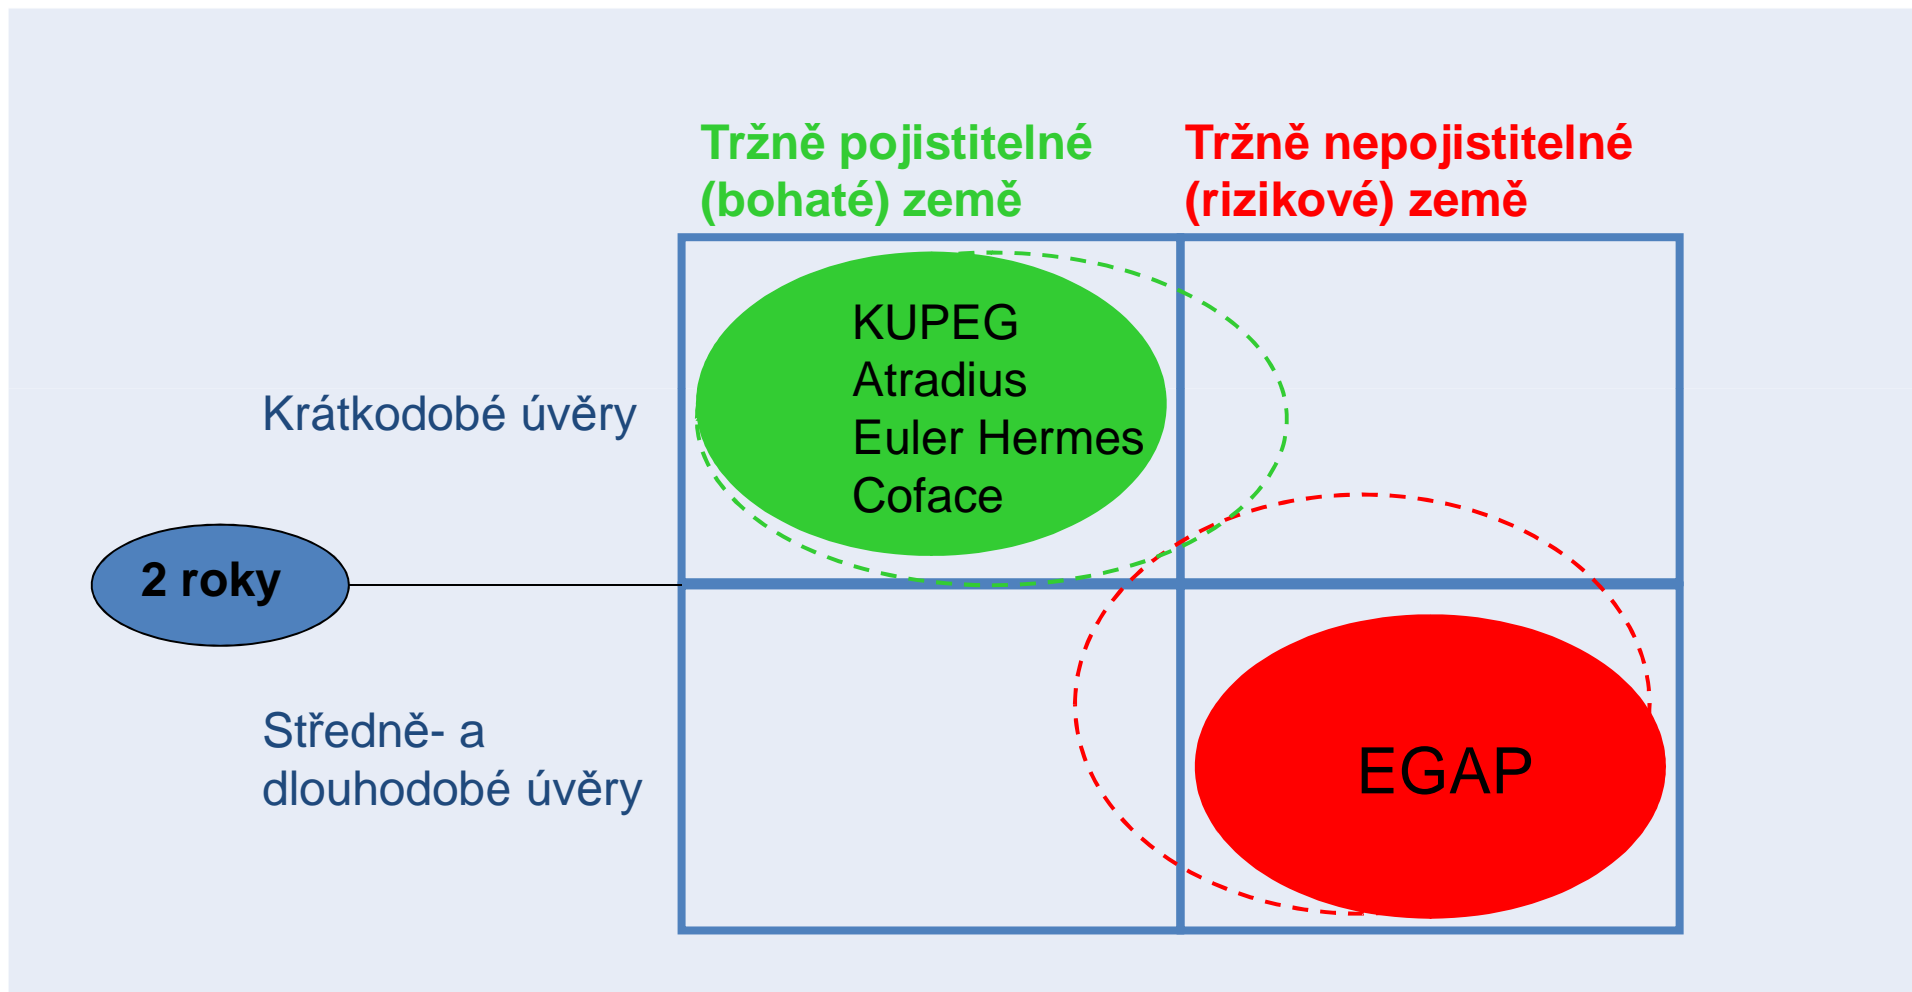 Tržně pojistitelné
(bohaté) země
Tržně nepojistitelné
(rizikové) země
Krátkodobé úvěry
KUPEG
Atradius
Euler Hermes
Coface
2 roky
Středně- a
dlouhodobé úvěry
EGAP